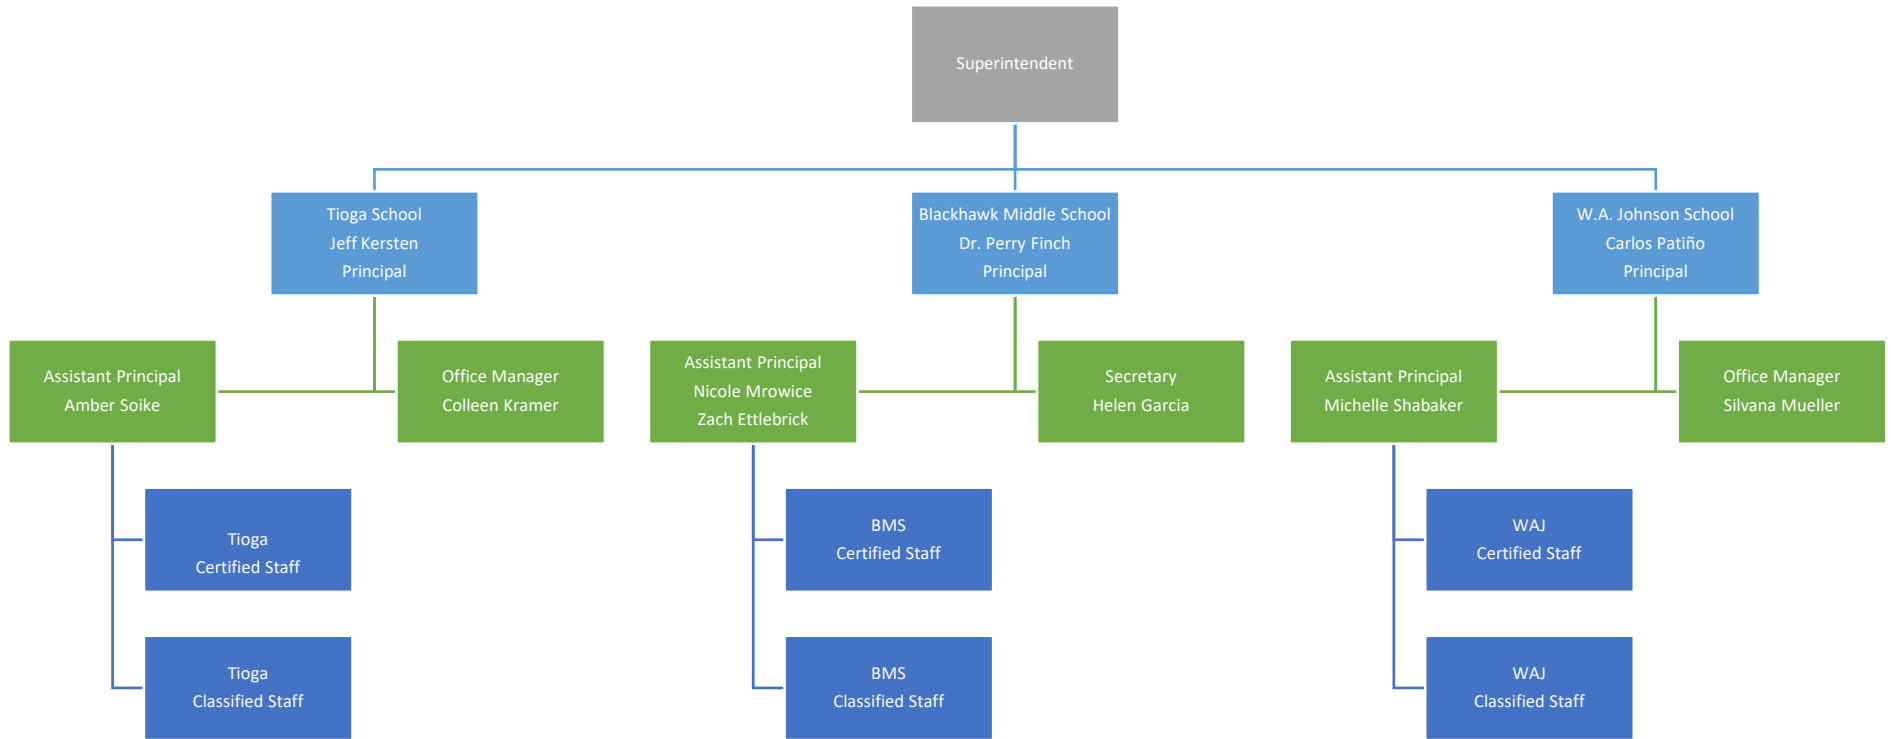 Superintendent
Tioga School
Jeff Kersten
Principal
Blackhawk Middle School
Dr. Perry Finch
Principal
W.A. Johnson School
Carlos Patiño
Principal
Assistant Principal
Amber Soike
Office Manager
Colleen Kramer
Assistant Principal
Nicole Mrowice
Zach Ettlebrick
Secretary
Helen Garcia
Assistant Principal
Michelle Shabaker
Office Manager
Silvana Mueller
Tioga
Certified Staff
BMS
Certified Staff
WAJ
Certified Staff
Tioga
Classified Staff
BMS
Classified Staff
WAJ
Classified Staff